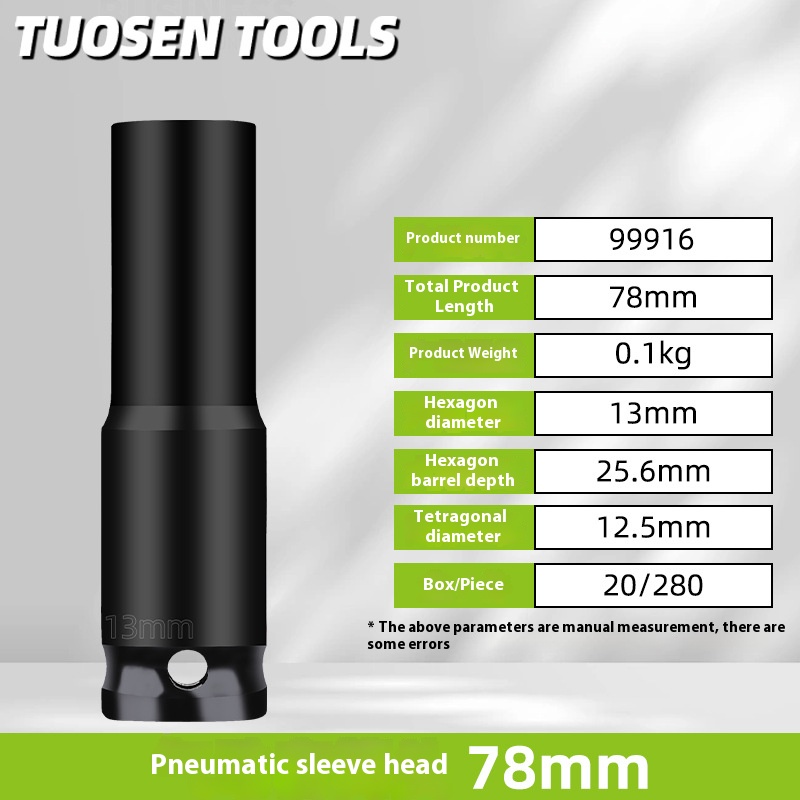 TUOSEN TOOLS
Product number
99916
Total Product
Length
78mm
Product Weight
0.1kg
Hexagon
diameter
13mm
Hexagon
barrel depth
25.6mm
Tetragonal
diameter
12.5mm
Box/Piece
20/280
* The above parameters are manual measurement, there are
some errors
13mm
Pneumatic sleeve head 78mm